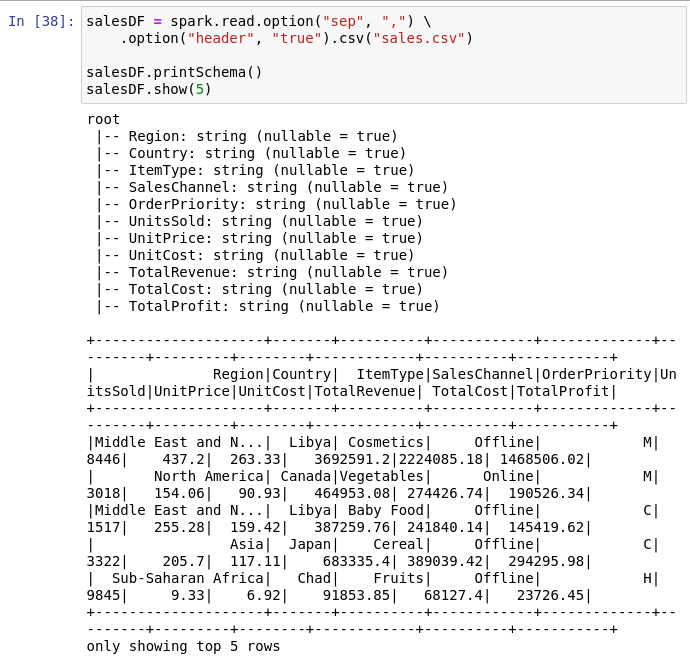 In [38]: salesDF = spark.read.option("sep", ",") \
    .option("header", "true").csv("sales.csv")

salesDF.printSchema()
salesDF.show(5)
root
 |-- Region: string (nullable = true)
 |-- Country: string (nullable = true)
 |-- ItemType: string (nullable = true)
 |-- SalesChannel: string (nullable = true)
 |-- OrderPriority: string (nullable = true)
 |-- UnitsSold: string (nullable = true)
 |-- UnitPrice: string (nullable = true)
 |-- UnitCost: string (nullable = true)
 |-- TotalRevenue: string (nullable = true)
 |-- TotalCost: string (nullable = true)
 |-- TotalProfit: string (nullable = true)

+--------------------+-------+----------+------------+-------------+--
-------+---------+--------+------------+----------+-----------+
|              Region|Country|  ItemType|SalesChannel|OrderPriority|Un
itsSold|UnitPrice|UnitCost|TotalRevenue| TotalCost|TotalProfit|
+--------------------+-------+----------+------------+-------------+--
-------+---------+--------+------------+----------+-----------+
|Middle East and N...|  Libya| Cosmetics|     Offline|            M|
8446|    437.2|  263.33|   3692591.2|2224085.18| 1468506.02|
|       North America| Canada|Vegetables|      Online|            M|
3018|   154.06|   90.93|   464953.08| 274426.74|  190526.34|
|Middle East and N...|  Libya| Baby Food|     Offline|            C|
1517|   255.28|  159.42|   387259.76| 241840.14|  145419.62|
|                Asia|  Japan|    Cereal|     Offline|            C|
3322|    205.7|  117.11|    683335.4| 389039.42|  294295.98|
|  Sub-Saharan Africa|   Chad|    Fruits|     Offline|            H|
9845|     9.33|    6.92|    91853.85|   68127.4|   23726.45|
+--------------------+-------+----------+------------+-------------+--
-------+---------+--------+------------+----------+-----------+
only showing top 5 rows